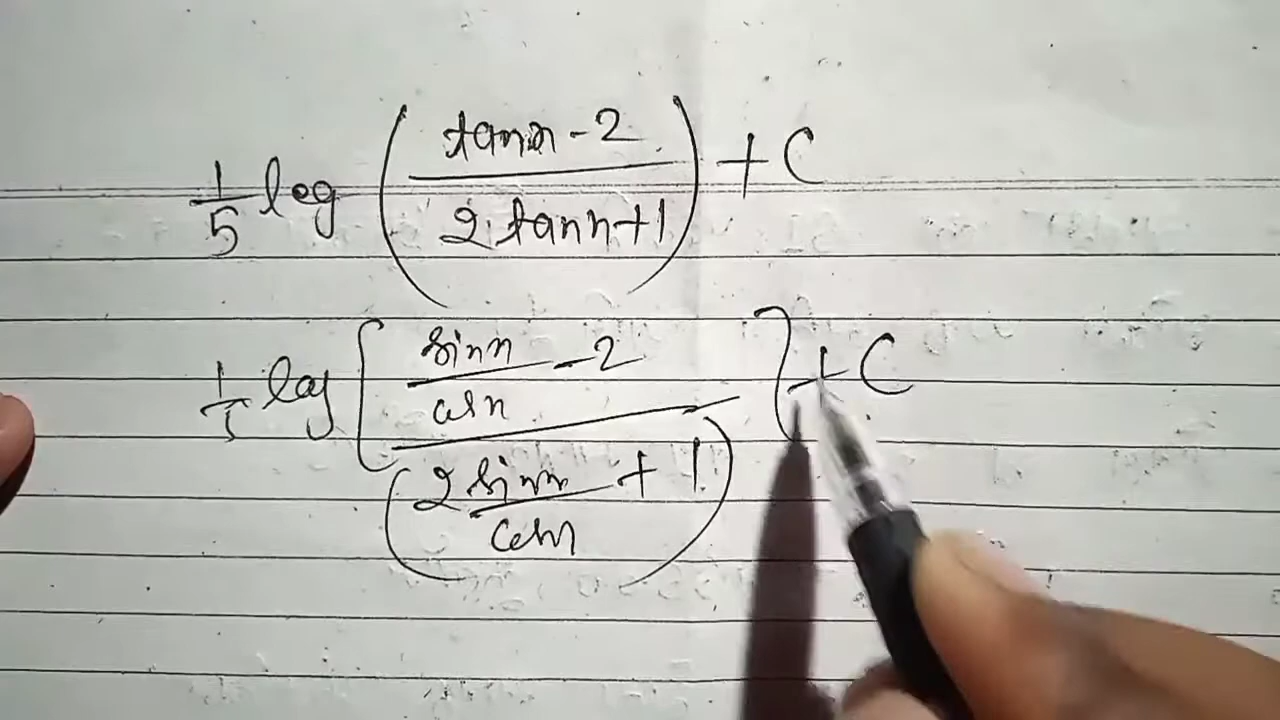 1/5 log ( (tanx - 2) / (2 tanx + 1) ) + C
1/5 log [ (sinx/cosx - 2) / (2 sinx/cosx + 1) ] + C